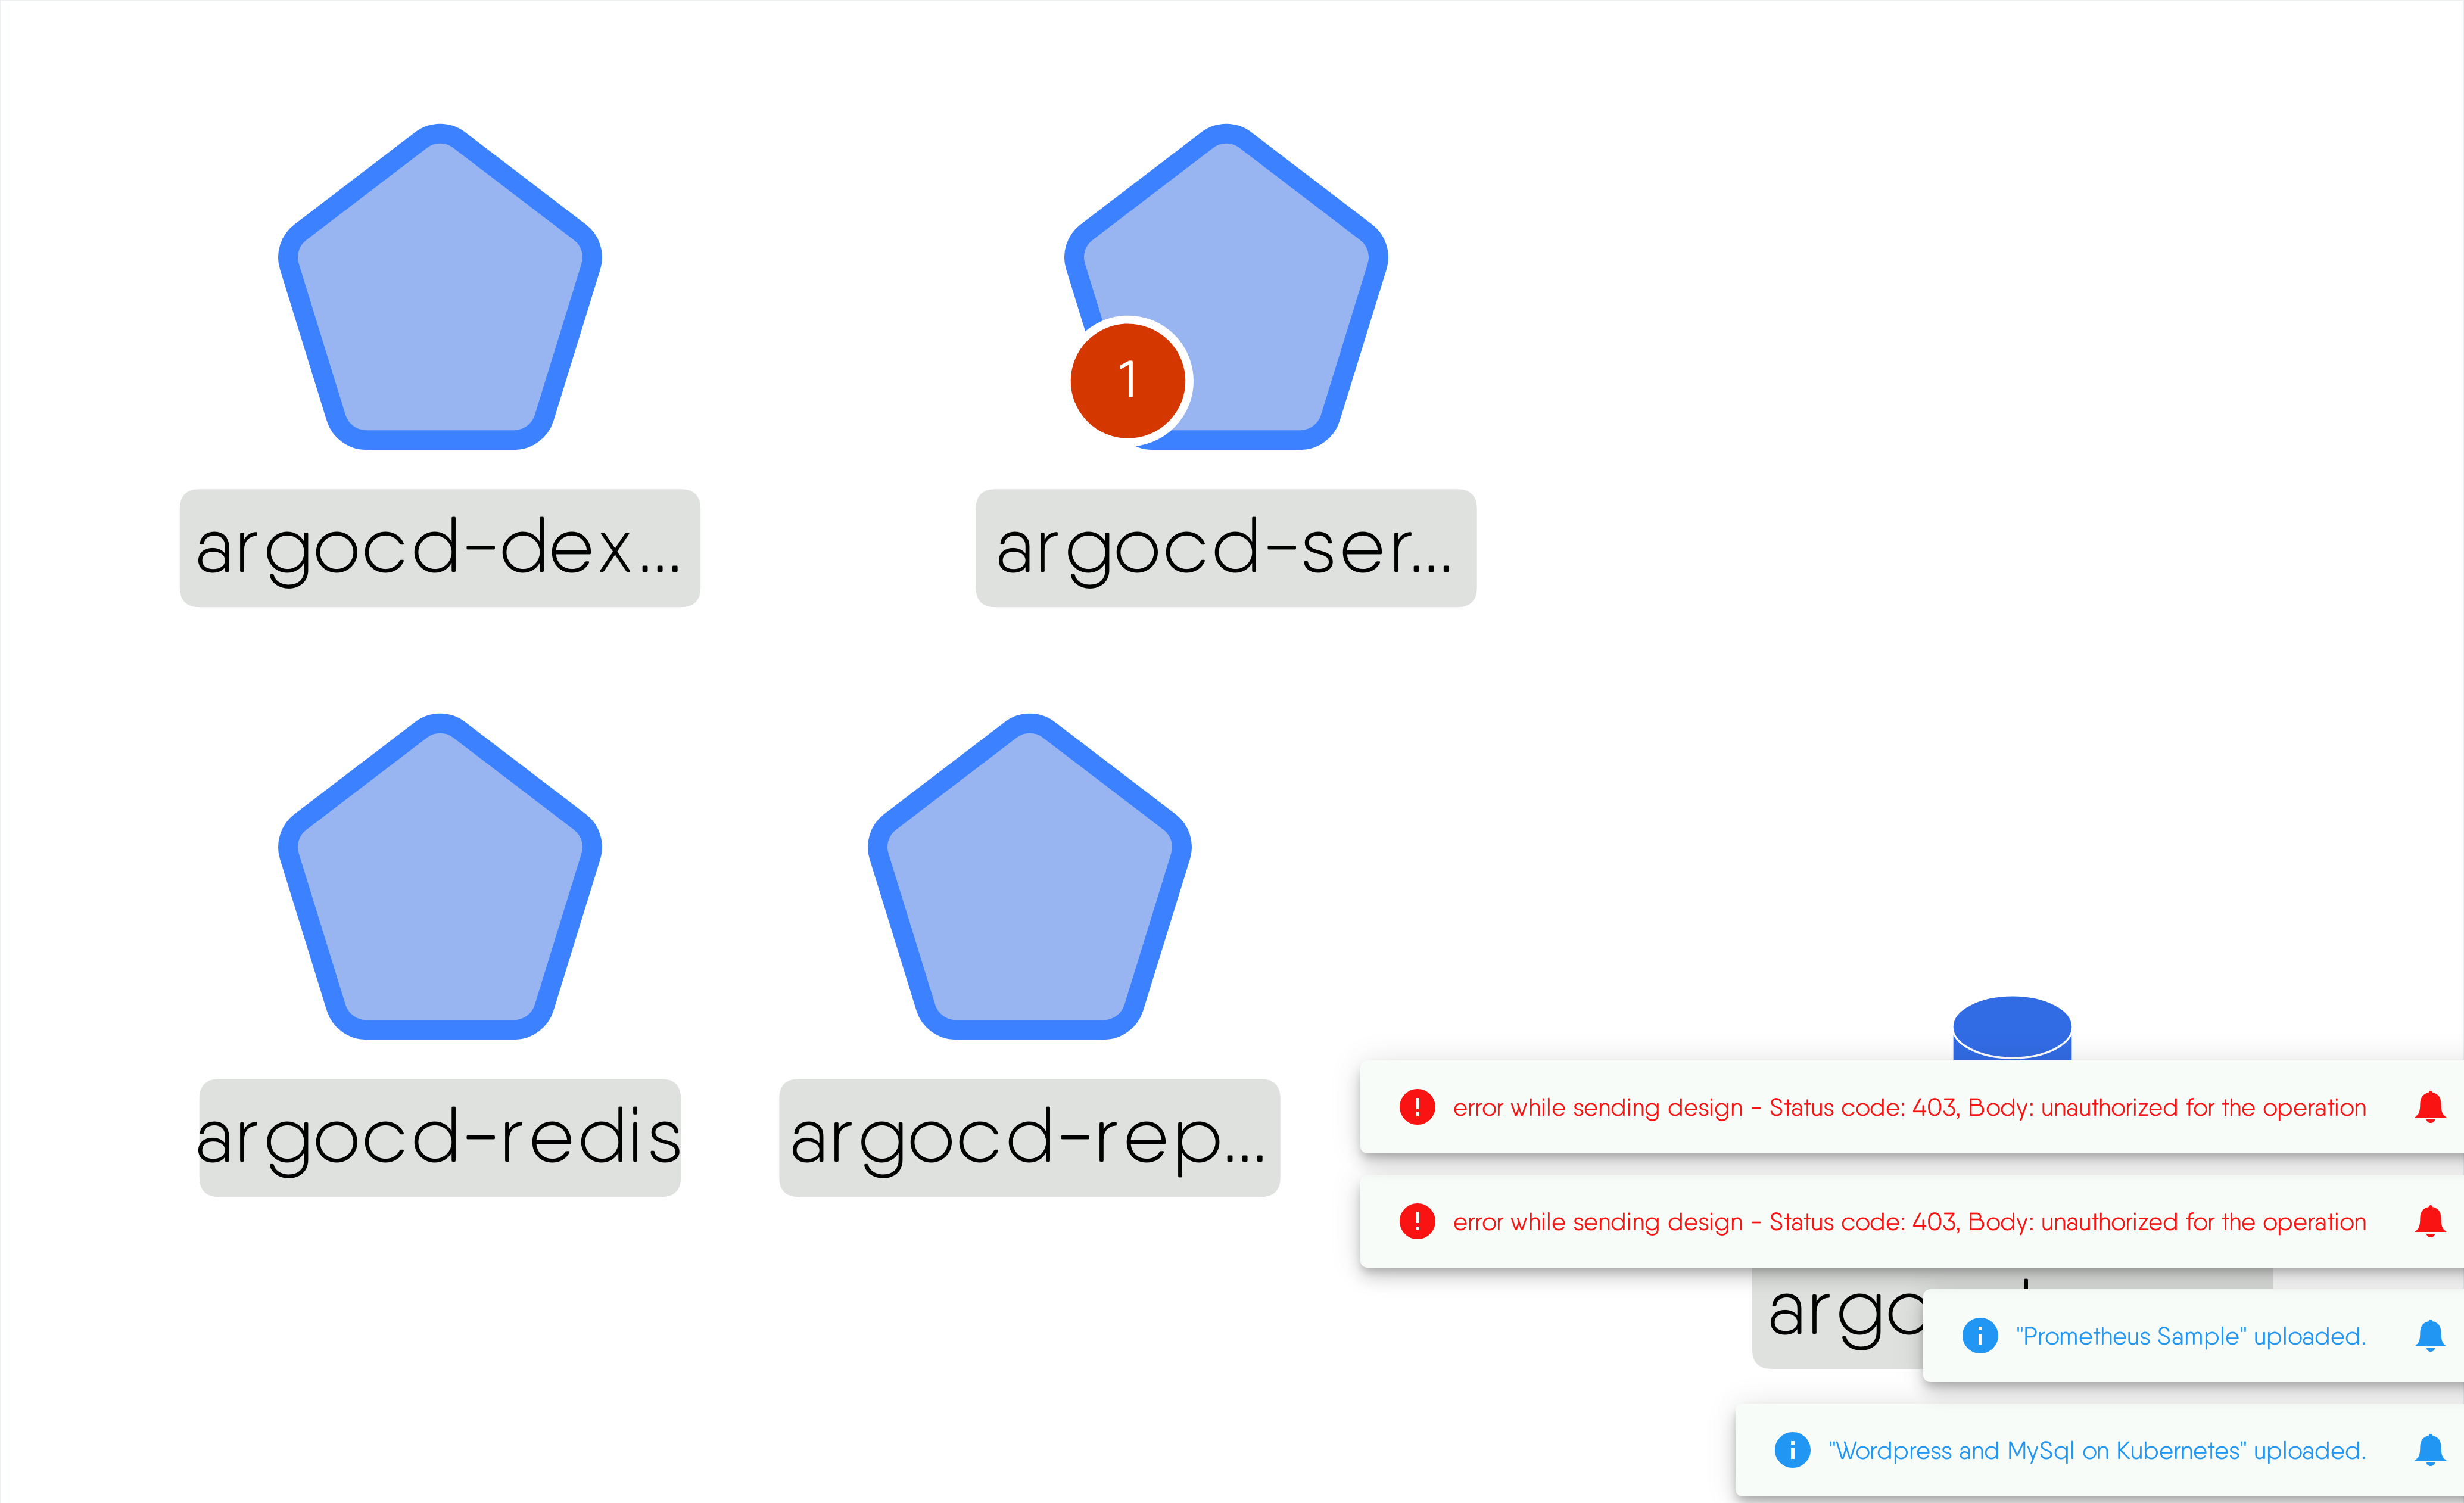 1
argocd-dex...
argocd-ser...
argocd-redis
argocd-rep...
error while sending design - Status code: 403, Body: unauthorized for the operation
error while sending design - Status code: 403, Body: unauthorized for the operation
"Prometheus Sample" uploaded.
"Wordpress and MySql on Kubernetes" uploaded.